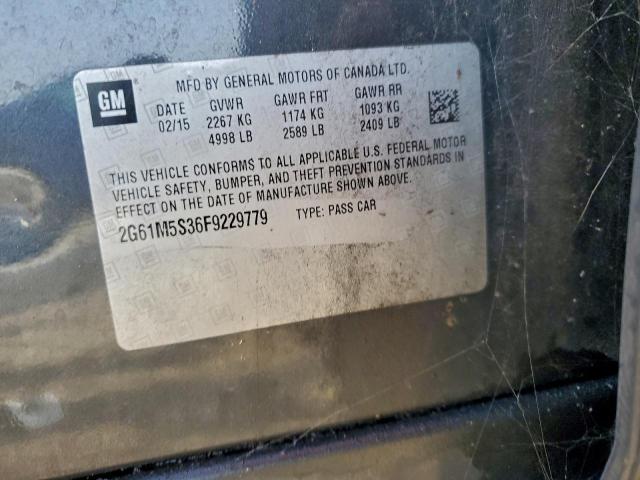 MFD BY GENERAL MOTORS OF CANADA LTD.
GM
DATE GVWR GAWR FRT GAWR RR
02/15 2267 KG 1174 KG 1093 KG
4998 LB 2589 LB 2409 LB
THIS VEHICLE CONFORMS TO ALL APPLICABLE U.S. FEDERAL MOTOR
VEHICLE SAFETY, BUMPER, AND THEFT PREVENTION STANDARDS IN
EFFECT ON THE DATE OF MANUFACTURE SHOWN ABOVE.
2G61M5S36F9229779 TYPE: PASS CAR